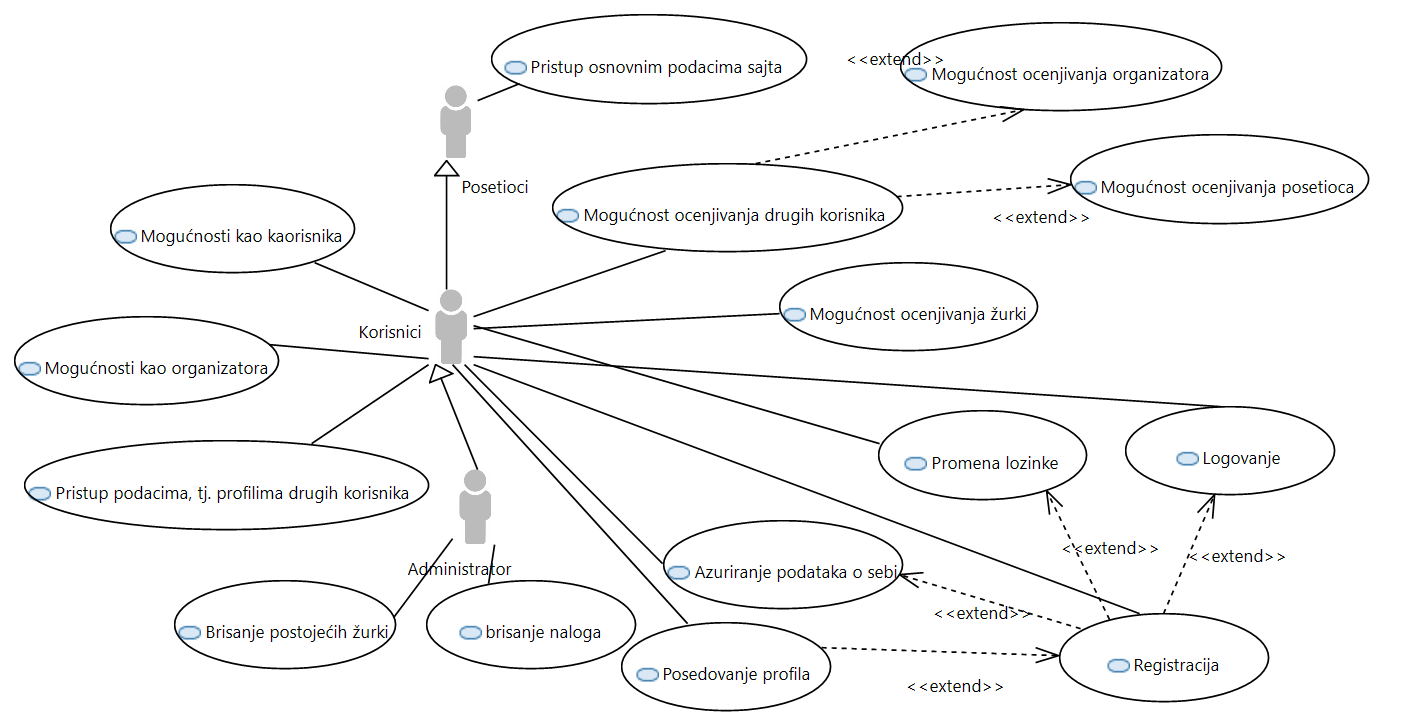 Pristup osnovnim podacima sajta
<<extend>>
Mogućnost ocenjivanja organizatora
Posetioci
Mogućnost ocenjivanja posetioca
<<extend>>
Mogućnost ocenjivanja drugih korisnika
Mogućnosti kao kaorisnika
Korisnici
Mogućnost ocenjivanja žurki
Mogućnosti kao organizatora
Promena lozinke
Logovanje
Pristup podacima, tj. profilima drugih korisnika
<<extend>>
<<extend>>
Administrator
Azuriranje podataka o sebi
<<extend>>
Brisanje postojećih žurki
brisanje naloga
Posedovanje profila
Registracija
<<extend>>